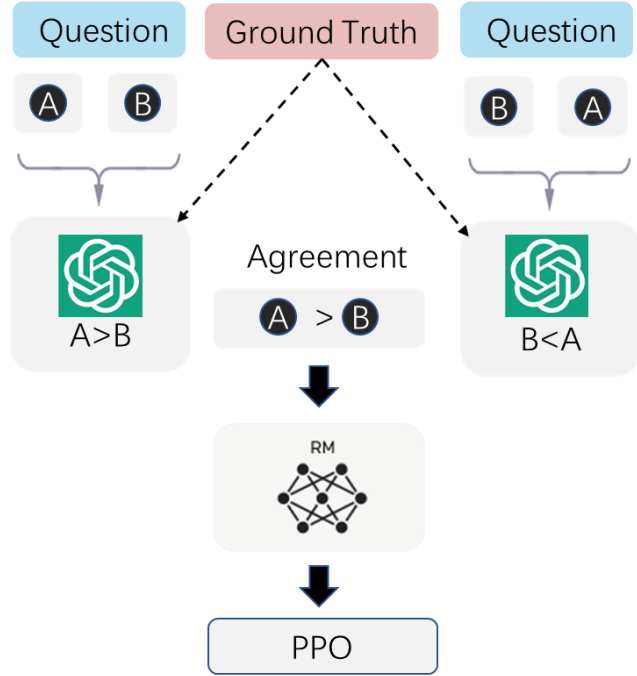 Question
Ground Truth
Question
A
B
B
A
Agreement
A>B
A > B
B<A
RM
PPO